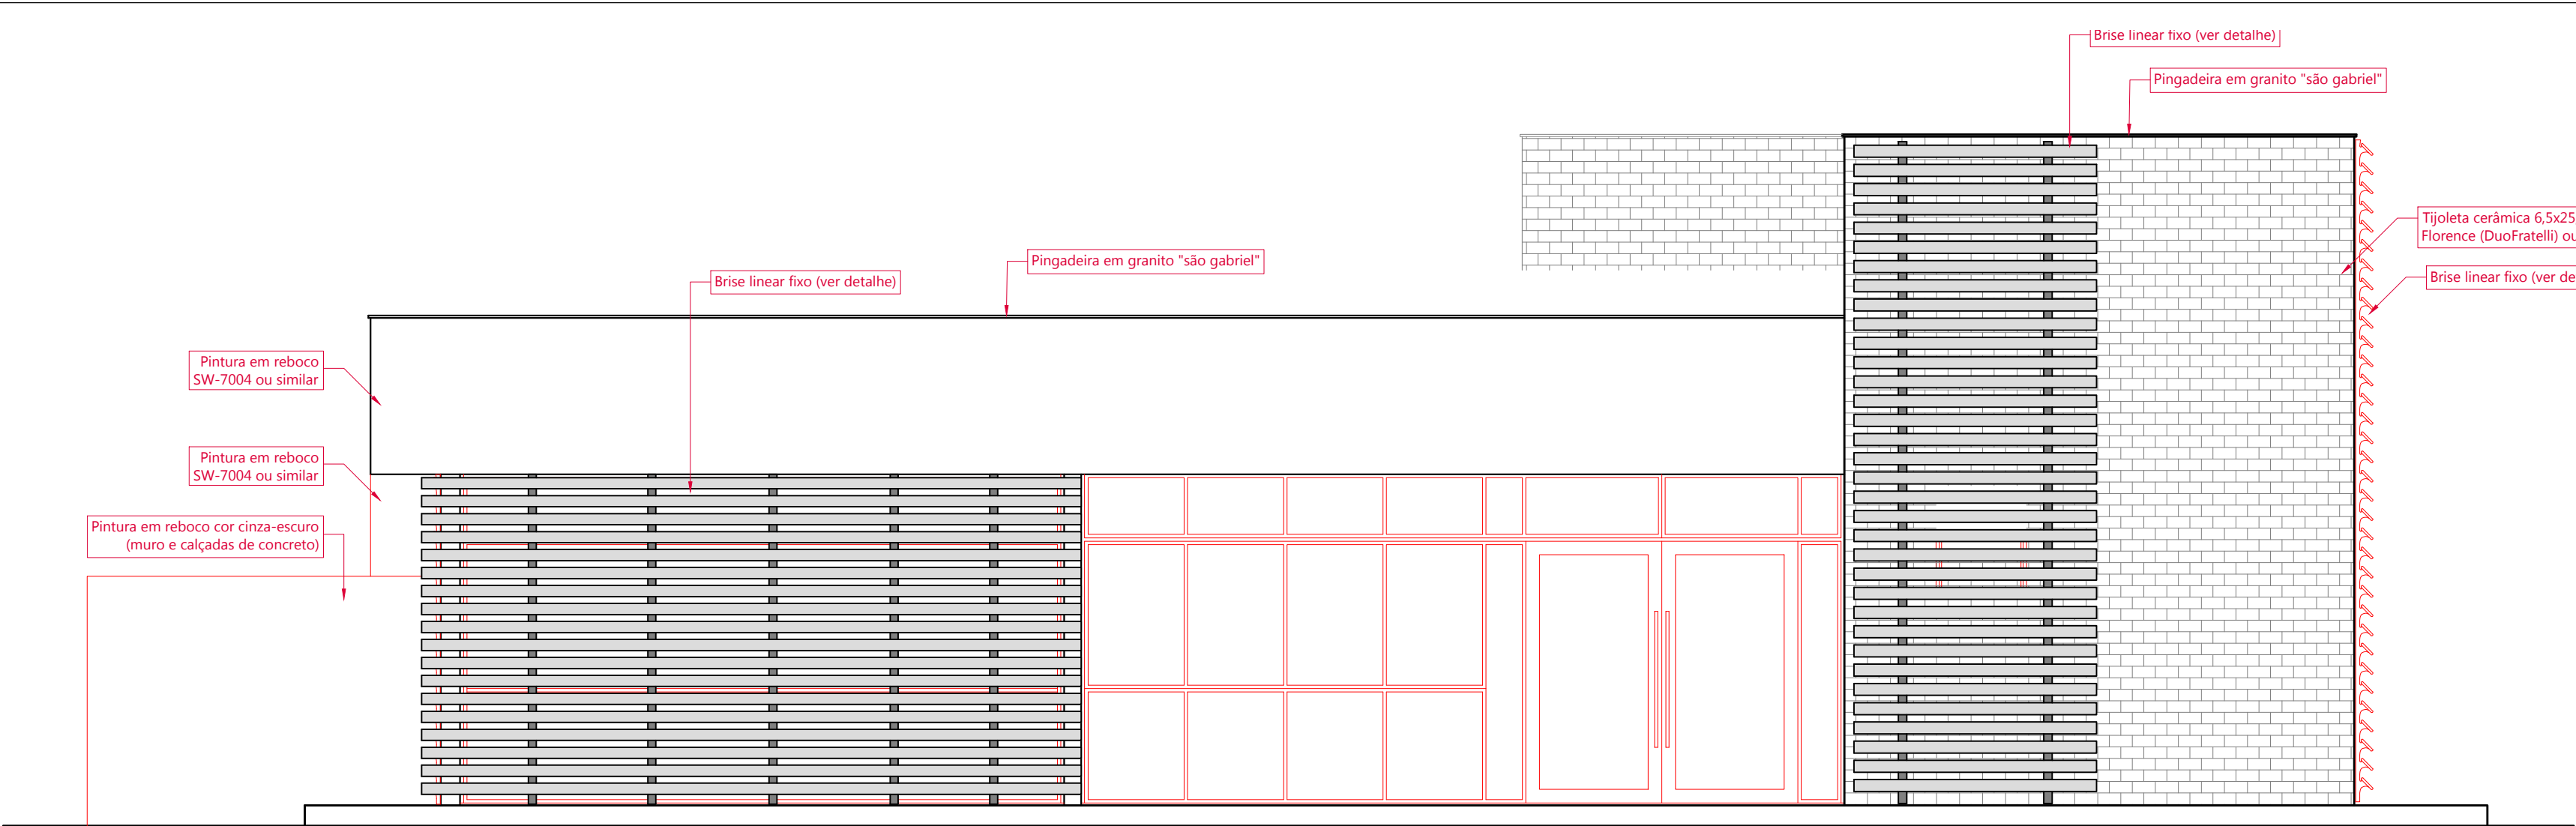 Brise linear fixo (ver detalhe)
Pingadeira em granito "são gabriel"
Tijoleta cerâmica 6,5x25
Florence (DuoFratelli) ou
Brise linear fixo (ver de
Pingadeira em granito "são gabriel"
Brise linear fixo (ver detalhe)
Pintura em reboco
SW-7004 ou similar
Pintura em reboco
SW-7004 ou similar
Pintura em reboco cor cinza-escuro
(muro e calçadas de concreto)